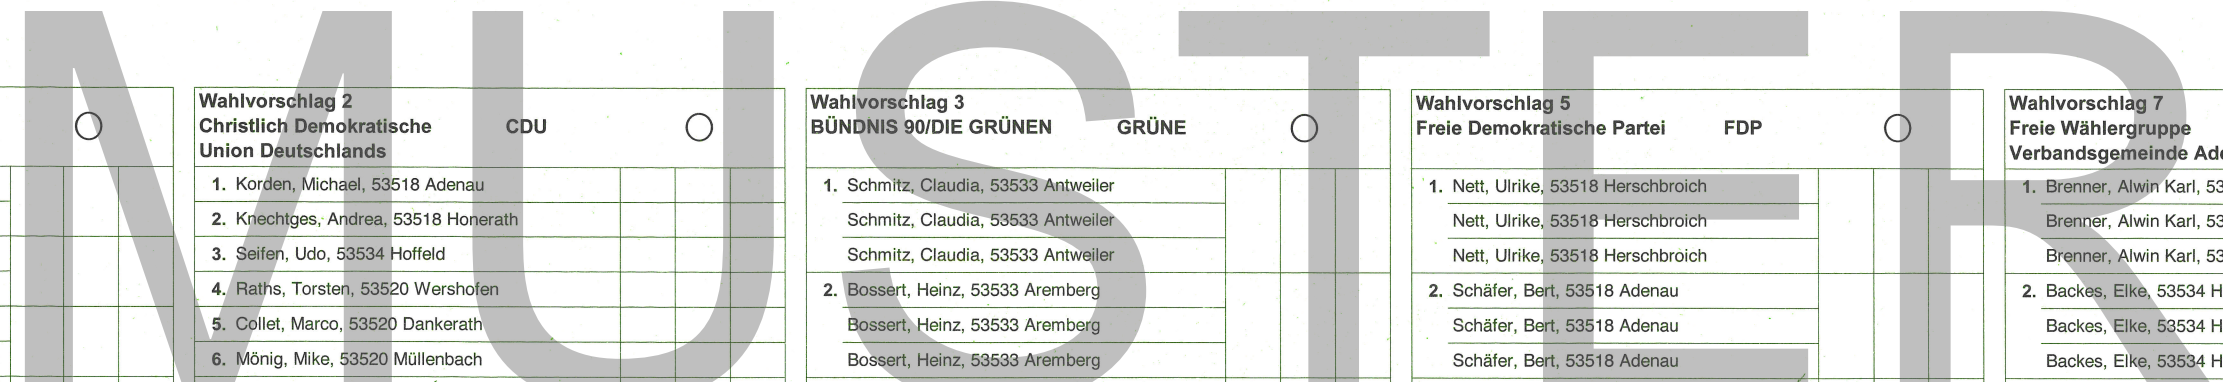 MUSTER
Wahlvorschlag 2
Christlich Demokratische CDU
Union Deutschlands
1. Korden, Michael, 53518 Adenau
2. Knechtges, Andrea, 53518 Honerath
3. Seifen, Udo, 53534 Hoffeld
4. Raths, Torsten, 53520 Wershofen
5. Collet, Marco, 53520 Dankerath
6. Mönig, Mike, 53520 Müllenbach
Wahlvorschlag 3
BÜNDNIS 90/DIE GRÜNEN GRÜNE
1. Schmitz, Claudia, 53533 Antweiler
Schmitz, Claudia, 53533 Antweiler
Schmitz, Claudia, 53533 Antweiler
2. Bossert, Heinz, 53533 Aremberg
Bossert, Heinz, 53533 Aremberg
Bossert, Heinz, 53533 Aremberg
Wahlvorschlag 5
Freie Demokratische Partei FDP
1. Nett, Ulrike, 53518 Herschbroich
Nett, Ulrike, 53518 Herschbroich
Nett, Ulrike, 53518 Herschbroich
2. Schäfer, Bert, 53518 Adenau
Schäfer, Bert, 53518 Adenau
Schäfer, Bert, 53518 Adenau
Wahlvorschlag 7
Freie Wählergruppe
Verbandsgemeinde
1. Brenner, Alwin Karl,
Brenner, Alwin Karl,
Brenner, Alwin Karl,
2. Backes, Elke, 53534
Backes, Elke, 53534
Backes, Elke, 53534